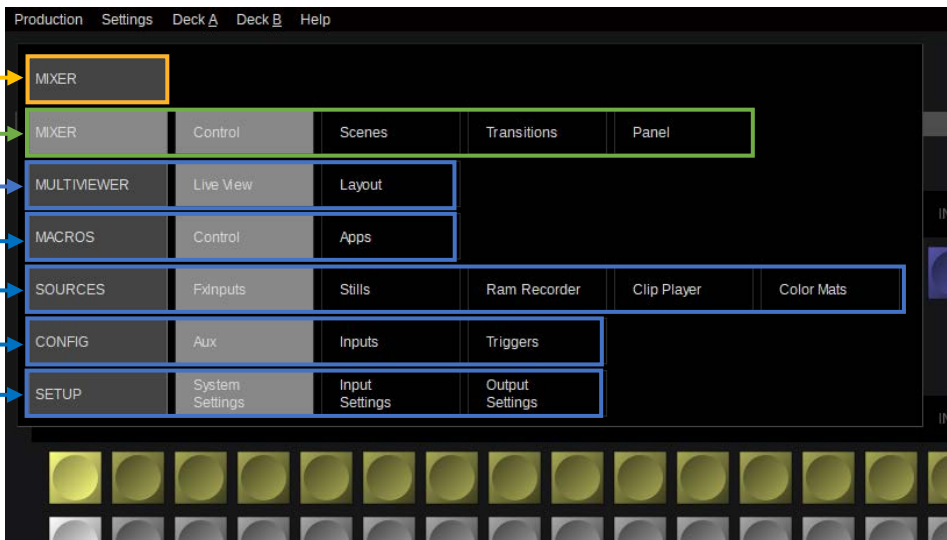 Production Settings Deck A Deck B Help
MIXER
MIXER Control Scenes Transitions Panel
MULTIVIEWER Live View Layout
MACROS Control Apps
SOURCES FxInputs Stills Ram Recorder Clip Player Color Mats
CONFIG Aux Inputs Triggers
SETUP System Settings Input Settings Output Settings